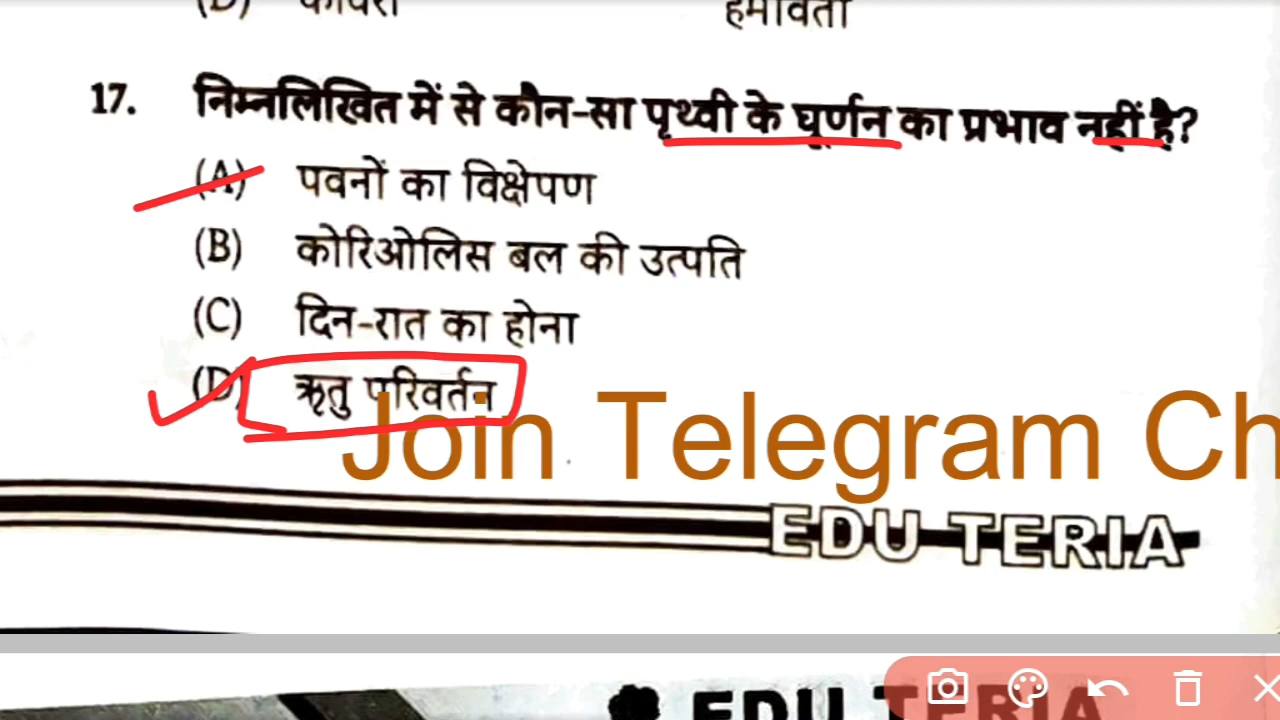 (D) कावेरी हेमावती
17. निम्नलिखित में से कौन-सा पृथ्वी के घूर्णन का प्रभाव नहीं है?
(A) पवनों का विक्षेपण
(B) कोरिओलिस बल की उत्पति
(C) दिन-रात का होना
(D) ऋतु परिवर्तन
Join Telegram Ch
EDU TERIA
EDU TERIA